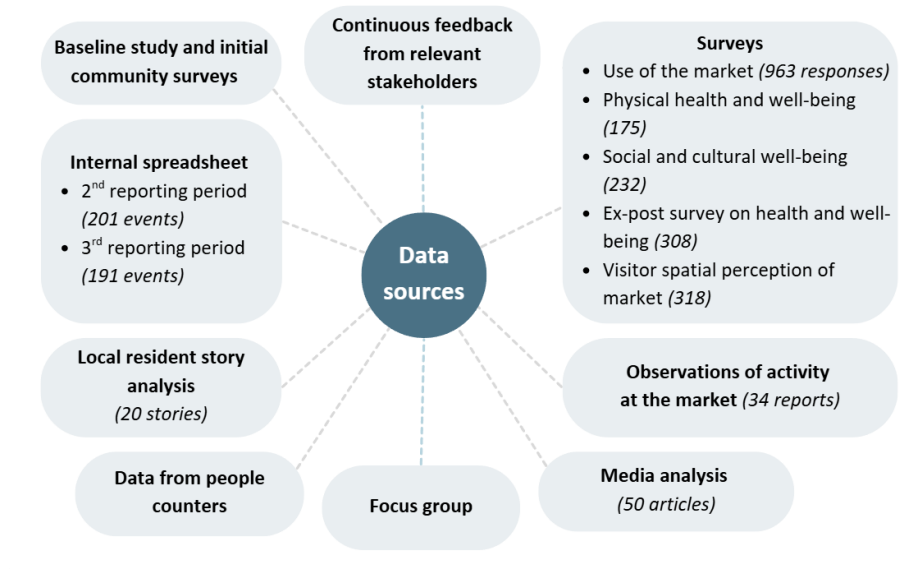 Baseline study and initial
community surveys
Continuous feedback
from relevant
stakeholders
Surveys
• Use of the market (963 responses)
• Physical health and well-being
(175)
• Social and cultural well-being
(232)
• Ex-post survey on health and well-
being (308)
• Visitor spatial perception of
market (318)
Internal spreadsheet
• 2nd reporting period
(201 events)
• 3rd reporting period
(191 events)
Data
sources
Local resident story
analysis
(20 stories)
Observations of activity
at the market (34 reports)
Data from people
counters
Focus group
Media analysis
(50 articles)